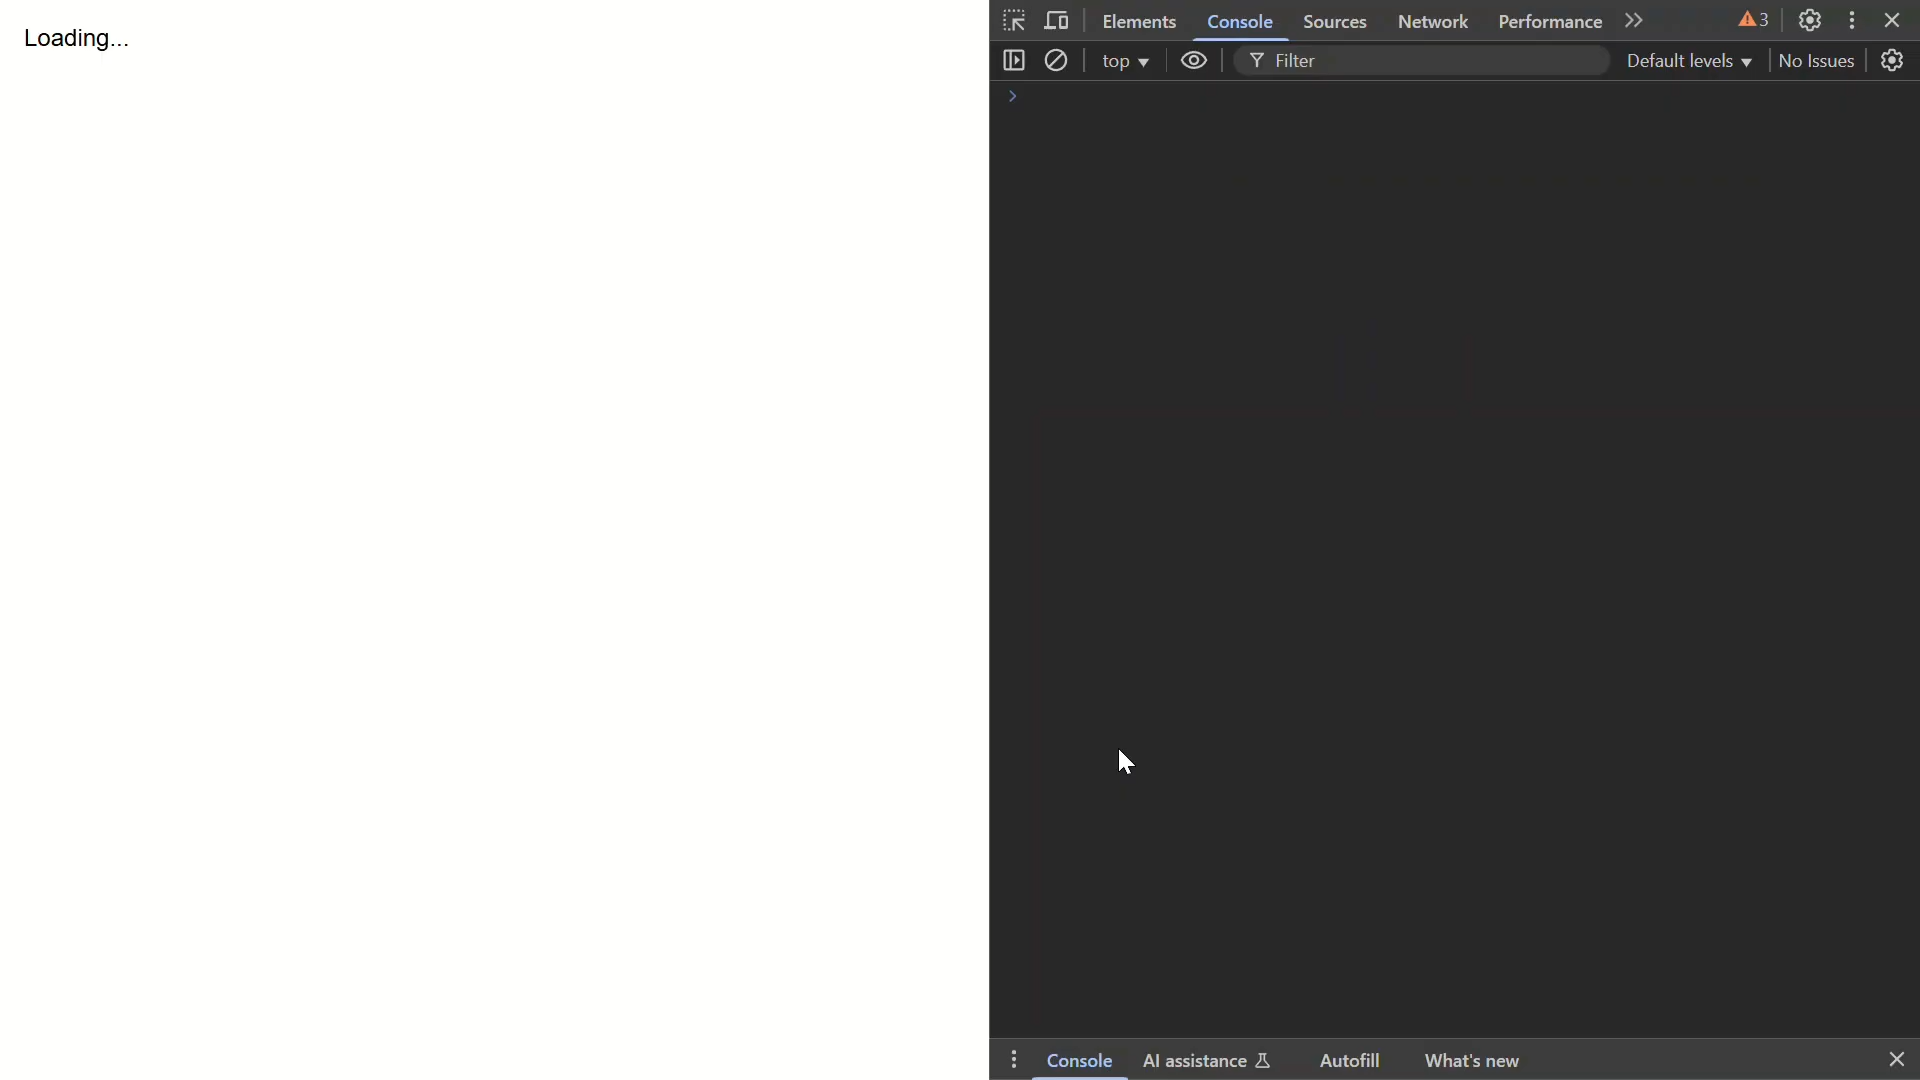 Loading...
Elements Console Sources Network Performance 3
top Filter Default levels No Issues
Console AI assistance Autofill What's new